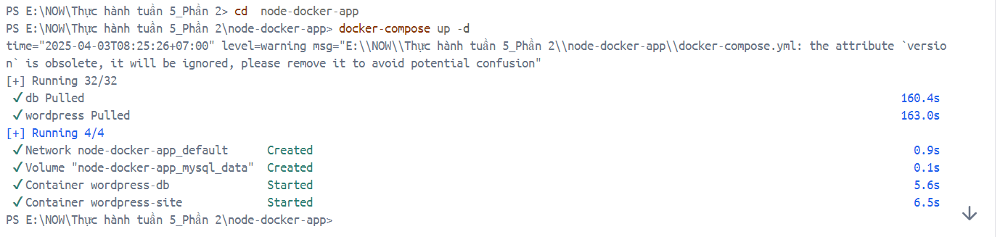 PS E:\NOW\Thực hành tuần 5_Phần 2> cd  node-docker-app
PS E:\NOW\Thực hành tuần 5_Phần 2\node-docker-app> docker-compose up -d
time="2025-04-03T08:25:26+07:00" level=warning msg="E:\\NOW\\Thực hành tuần 5_Phần 2\\node-docker-app\\docker-compose.yml: the attribute `versio
n` is obsolete, it will be ignored, please remove it to avoid potential confusion"
[+] Running 32/32
 ✓ db Pulled 160.4s
 ✓ wordpress Pulled 163.0s
[+] Running 4/4
 ✓ Network node-docker-app_default Created 0.9s
 ✓ Volume "node-docker-app_mysql_data" Created 0.1s
 ✓ Container wordpress-db Started 5.6s
 ✓ Container wordpress-site Started 6.5s
PS E:\NOW\Thực hành tuần 5_Phần 2\node-docker-app>